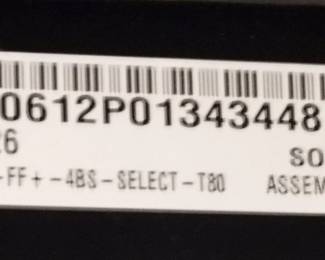 0612P01343448
26 SO
-FF+-4BS-SELECT-T80 ASSEM